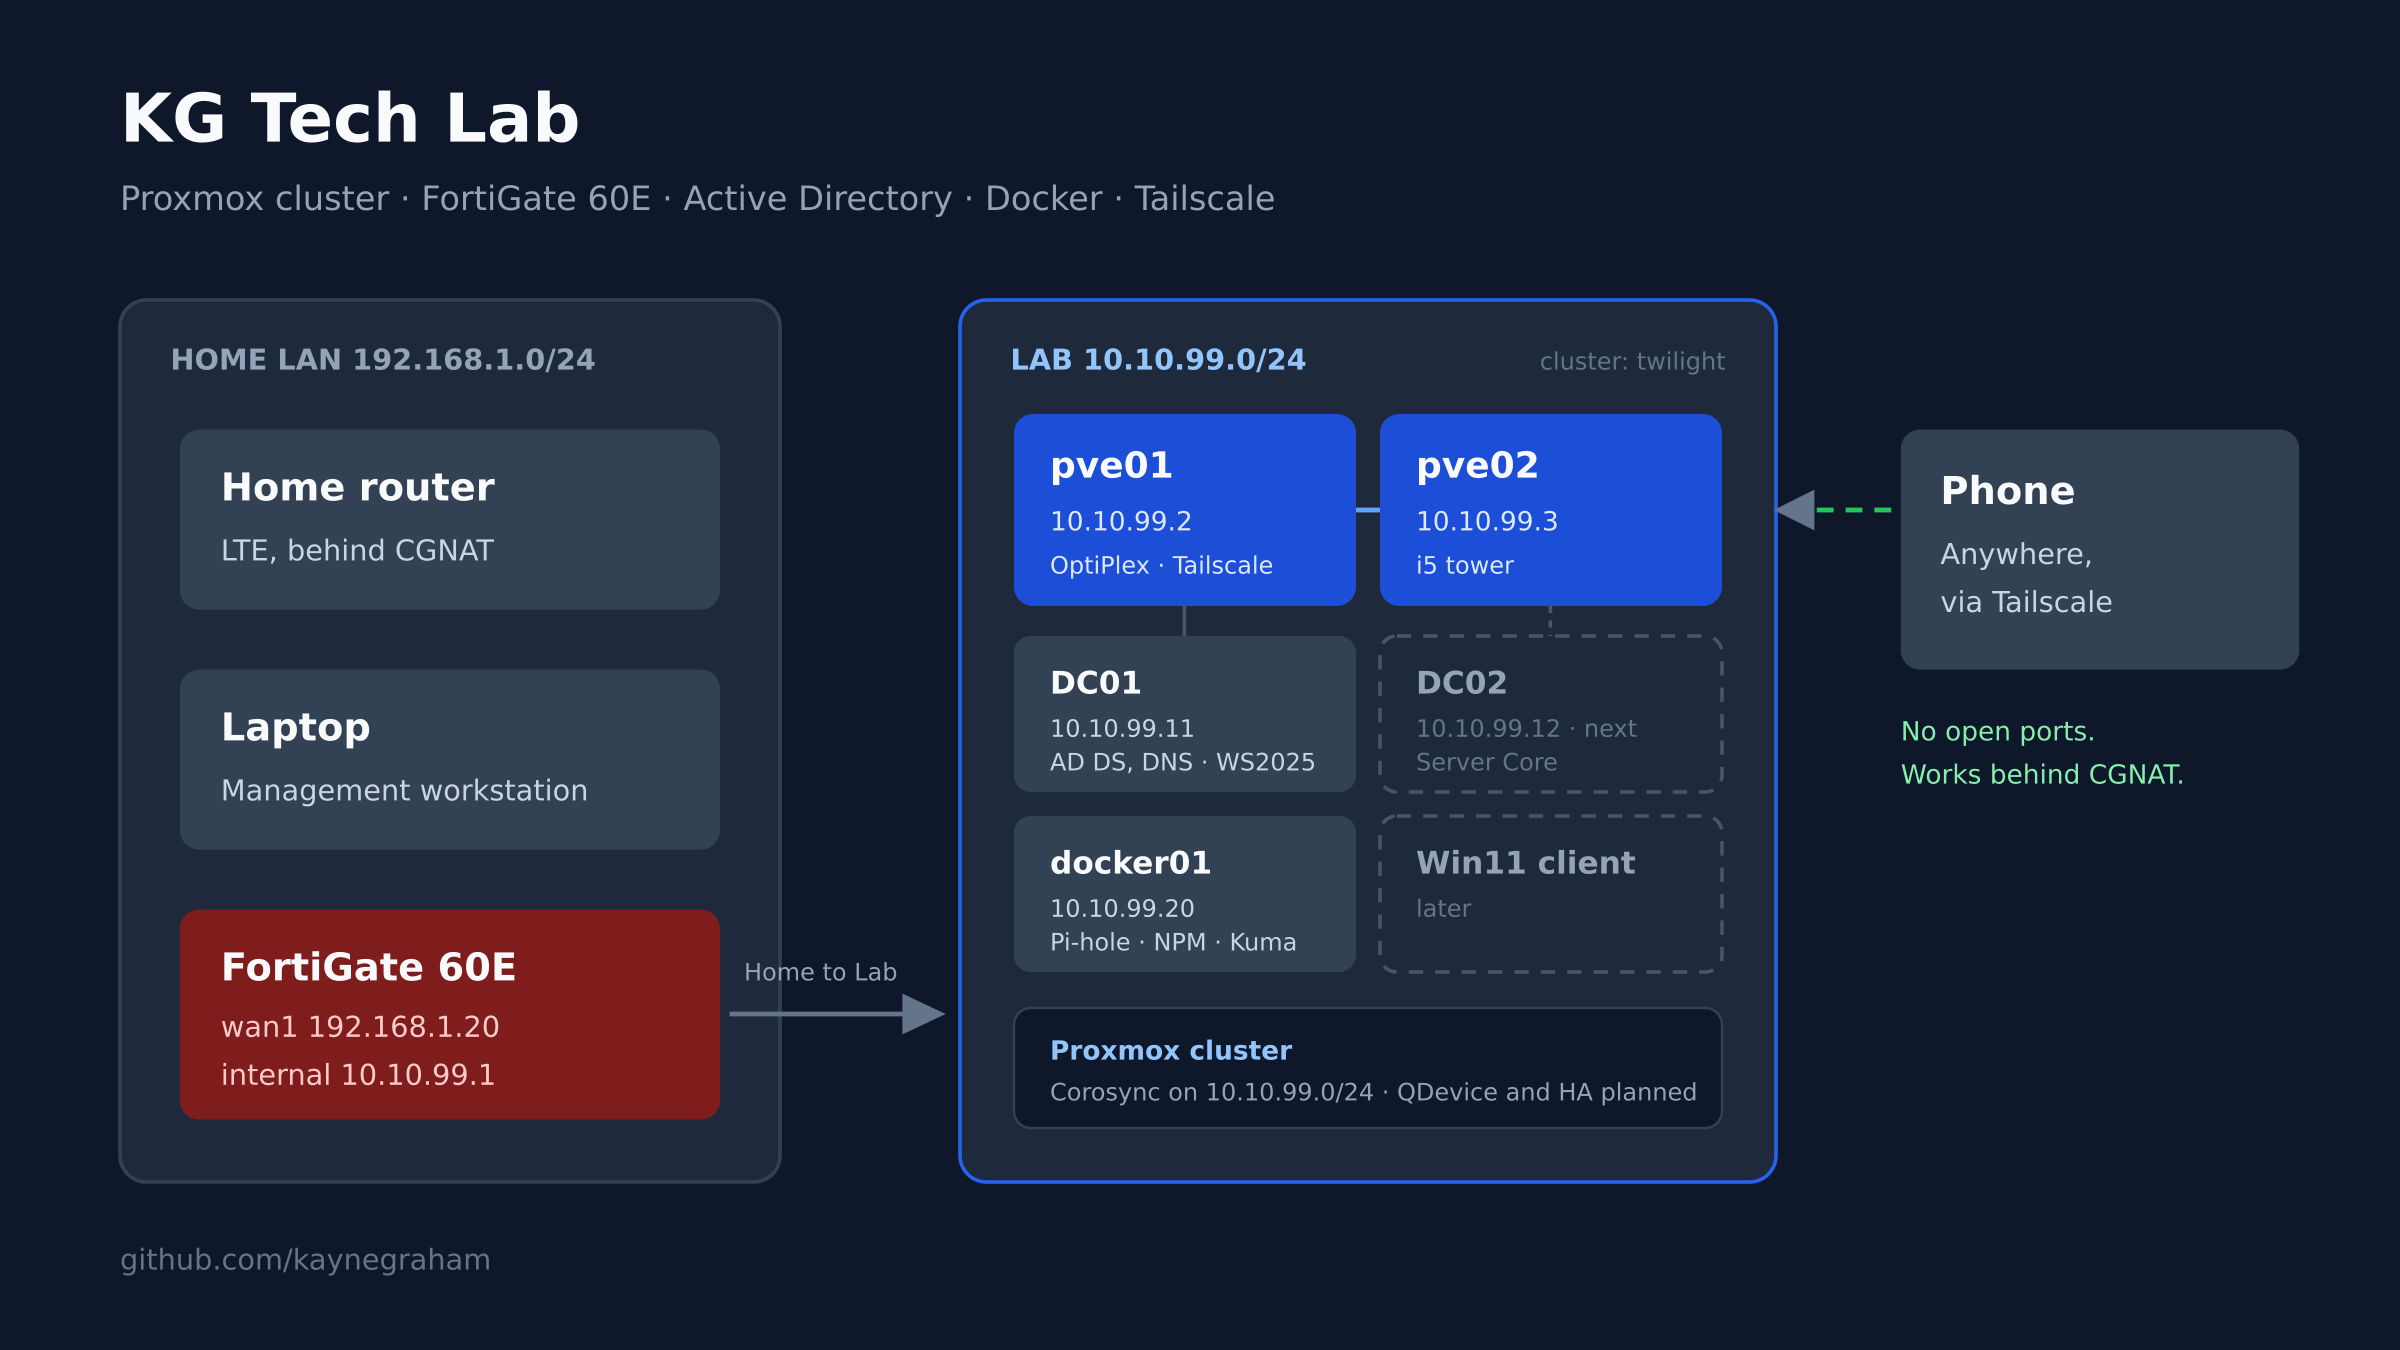 KG Tech Lab
Proxmox cluster · FortiGate 60E · Active Directory · Docker · Tailscale
HOME LAN 192.168.1.0/24
Home router
LTE, behind CGNAT
Laptop
Management workstation
FortiGate 60E
wan1 192.168.1.20
internal 10.10.99.1
Home to Lab
LAB 10.10.99.0/24
cluster: twilight
pve01
10.10.99.2
OptiPlex · Tailscale
pve02
10.10.99.3
i5 tower
DC01
10.10.99.11
AD DS, DNS · WS2025
DC02
10.10.99.12 · next
Server Core
docker01
10.10.99.20
Pi-hole · NPM · Kuma
Win11 client
later
Proxmox cluster
Corosync on 10.10.99.0/24 · QDevice and HA planned
Phone
Anywhere,
via Tailscale
No open ports.
Works behind CGNAT.
github.com/kaynegraham